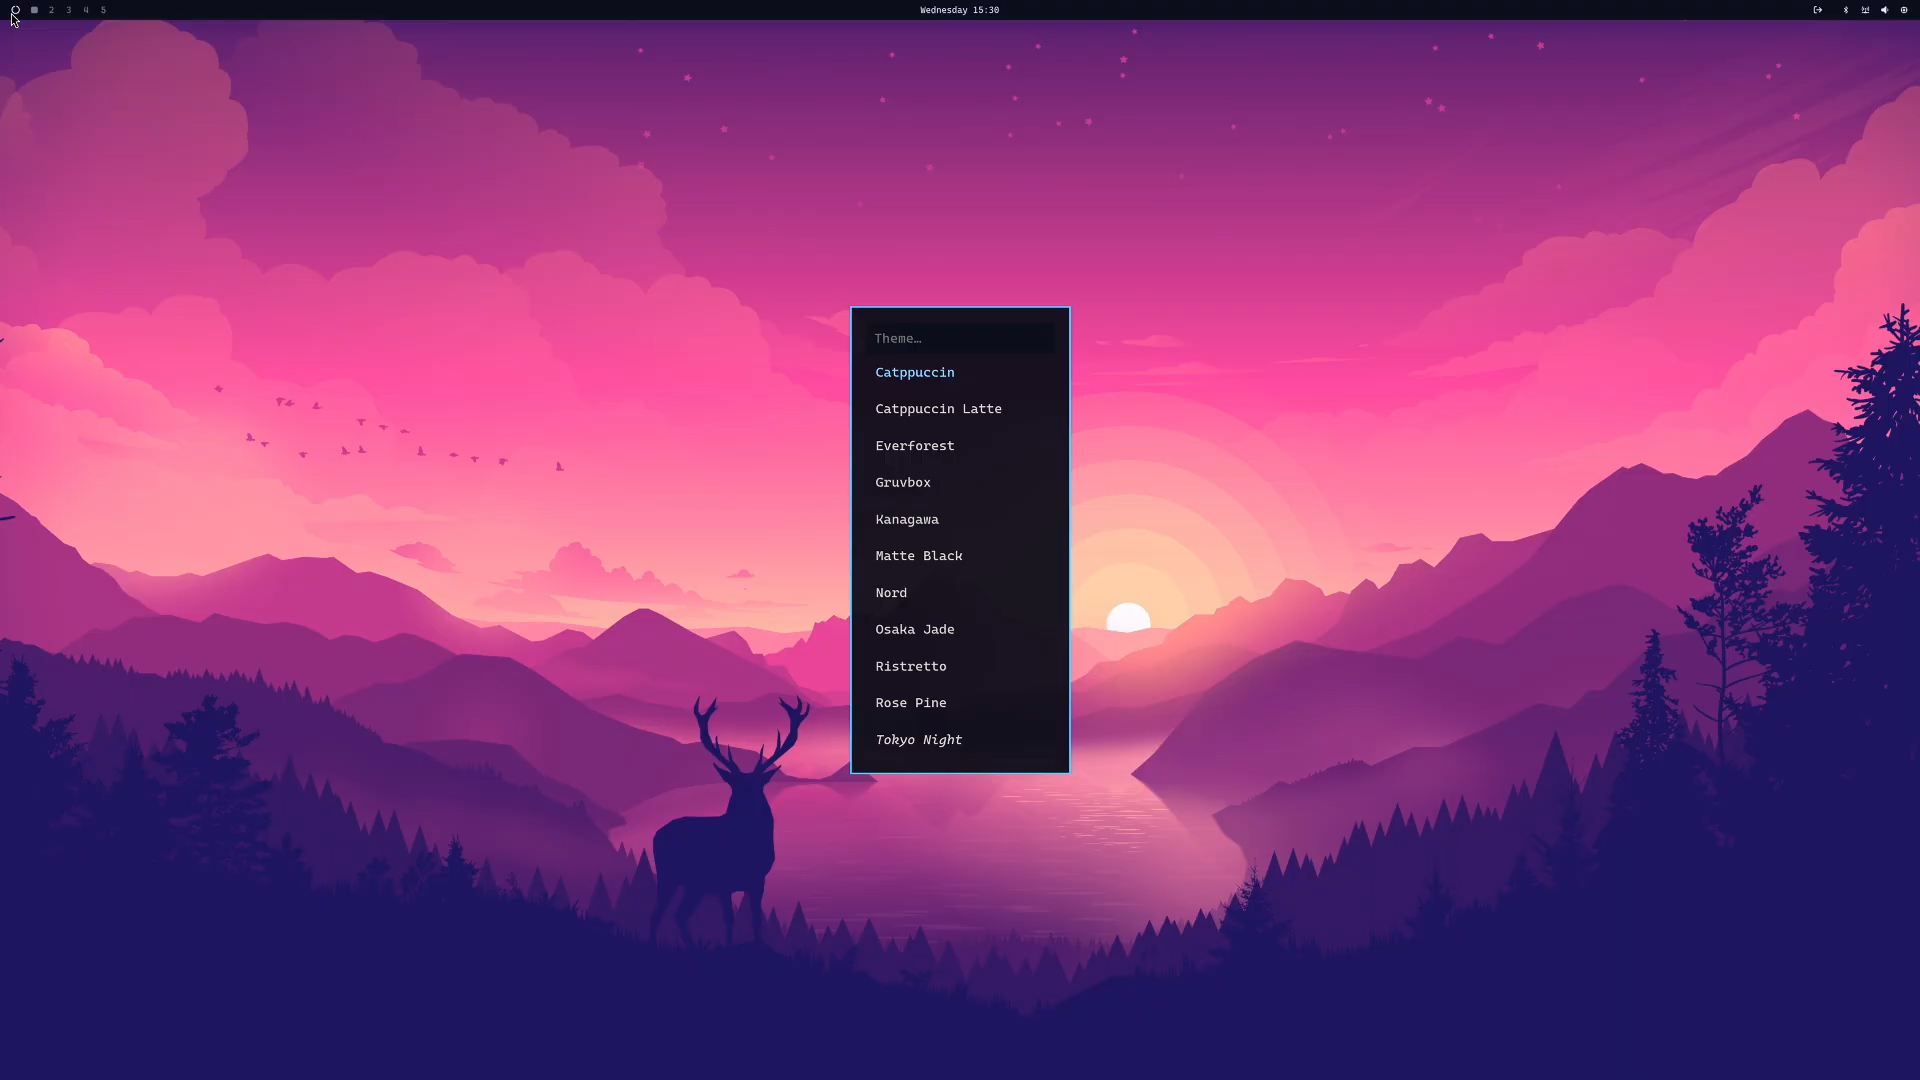 2 3 4 5
Wednesday 15:30
Theme…
Catppuccin
Catppuccin Latte
Everforest
Gruvbox
Kanagawa
Matte Black
Nord
Osaka Jade
Ristretto
Rose Pine
Tokyo Night